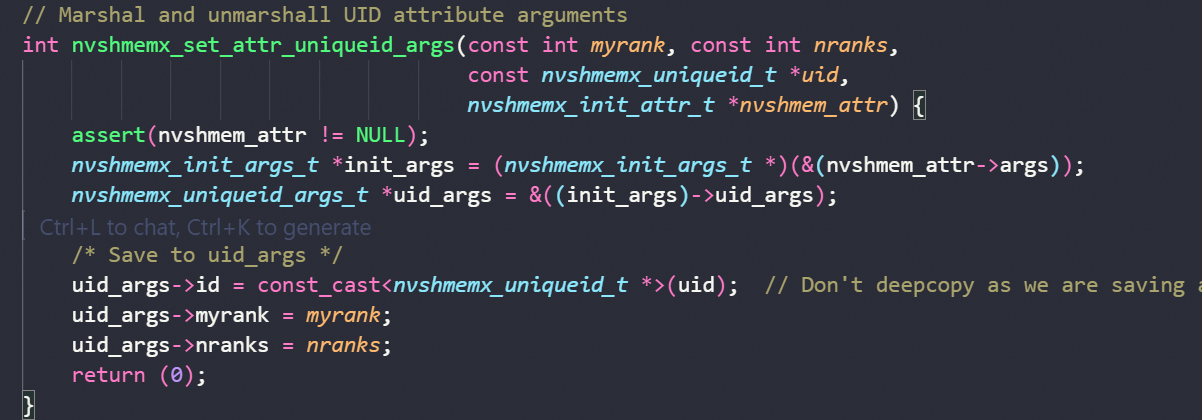 // Marshal and unmarshall UID attribute arguments
int nvshmemx_set_attr_uniqueid_args(const int myrank, const int nranks,
const nvshmemx_uniqueid_t *uid,
nvshmemx_init_attr_t *nvshmem_attr) {
assert(nvshmem_attr != NULL);
nvshmemx_init_args_t *init_args = (nvshmemx_init_args_t *)(&(nvshmem_attr->args));
nvshmemx_uniqueid_args_t *uid_args = &((init_args)->uid_args);
Ctrl+L to chat, Ctrl+K to generate
/* Save to uid_args */
uid_args->id = const_cast<nvshmemx_uniqueid_t *>(uid);  // Don't deepcopy as we are saving a
uid_args->myrank = myrank;
uid_args->nranks = nranks;
return (0);
}